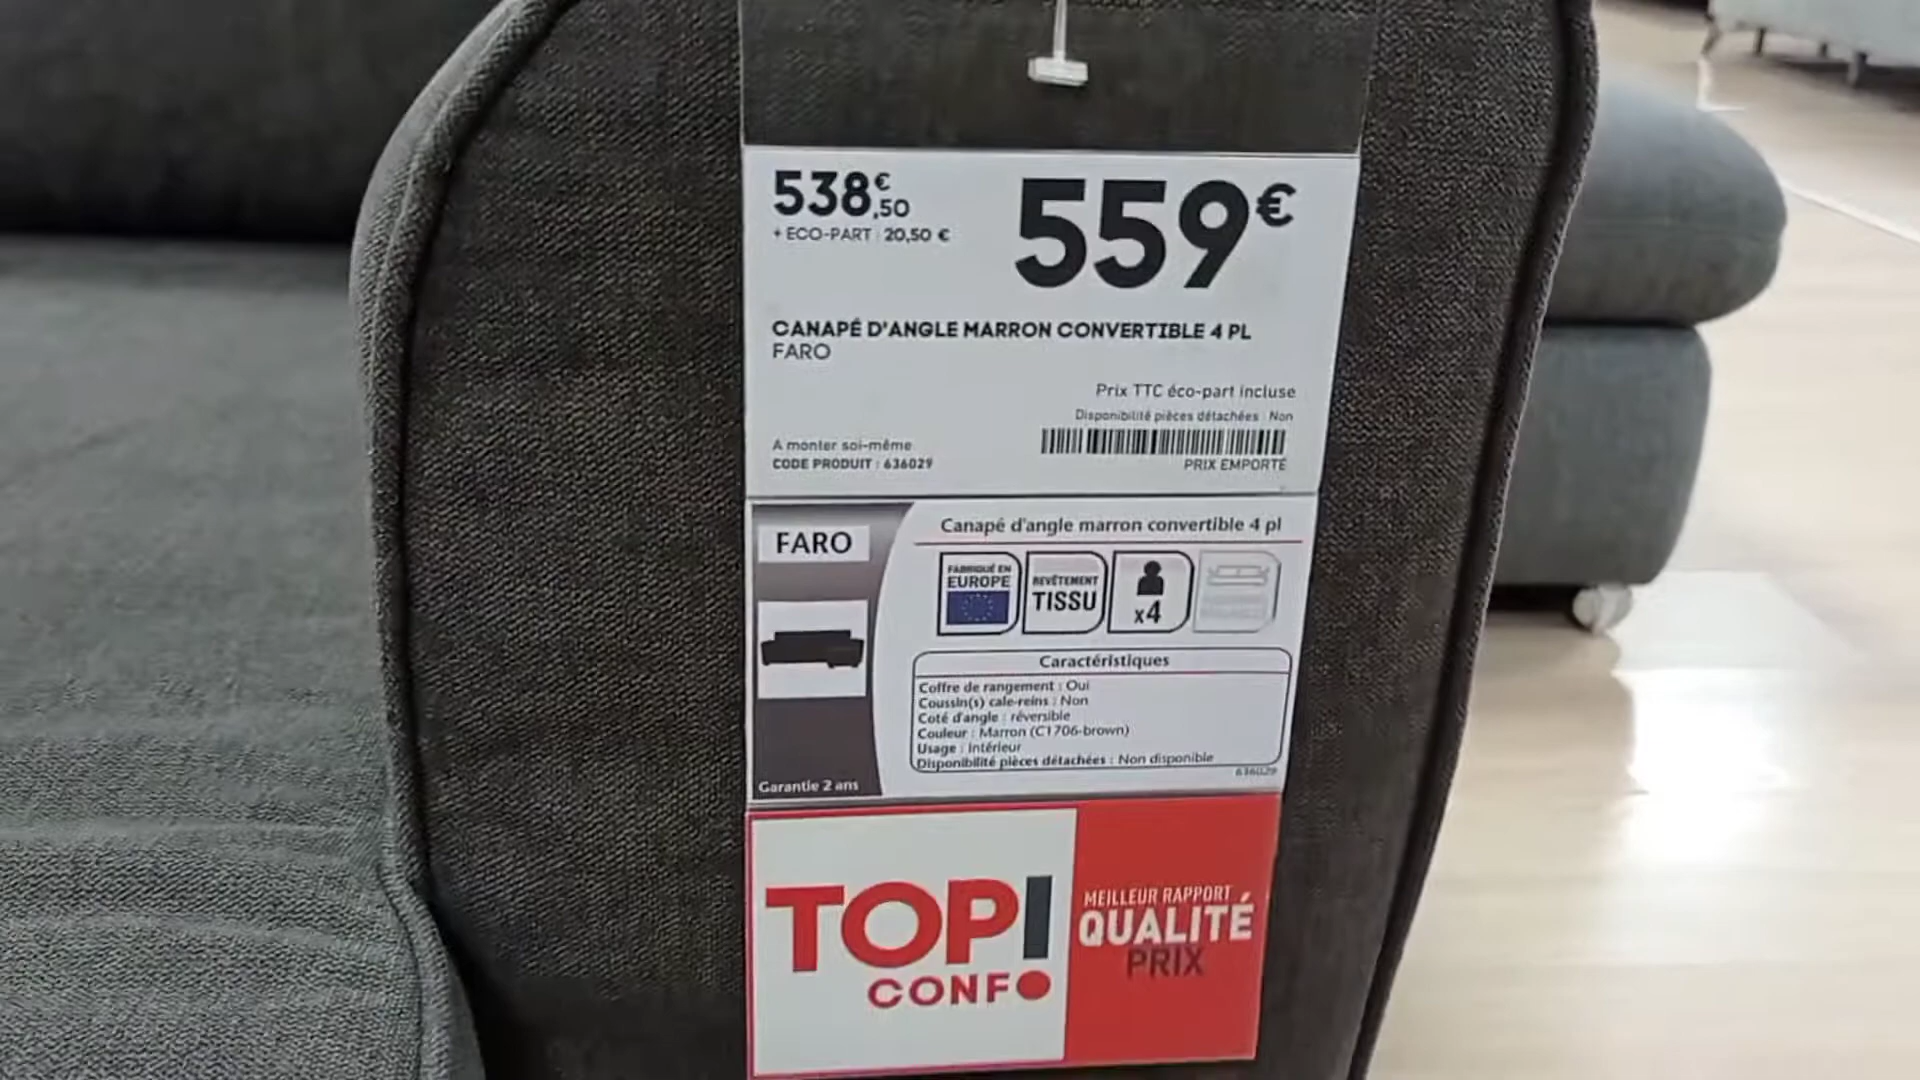 538€,50
+ ECO-PART : 20,50 €
559€
CANAPÉ D'ANGLE MARRON CONVERTIBLE 4 PL
FARO
Prix TTC éco-part incluse
Disponibilité pièces détachées : Non
A monter soi-même
CODE PRODUIT : 636029
PRIX EMPORTÉ
FARO
Canapé d'angle marron convertible 4 pl
FABRIQUÉ EN
EUROPE
REVÊTEMENT
TISSU
x4
Caractéristiques
Coffre de rangement : Oui
Coussin(s) cale-reins : Non
Coté d'angle : réversible
Couleur : Marron (C1706-brown)
Usage : Intérieur
Disponibilité pièces détachées : Non disponible
636029
Garantie 2 ans
TOP!
CONFO
MEILLEUR RAPPORT
QUALITÉ
PRIX